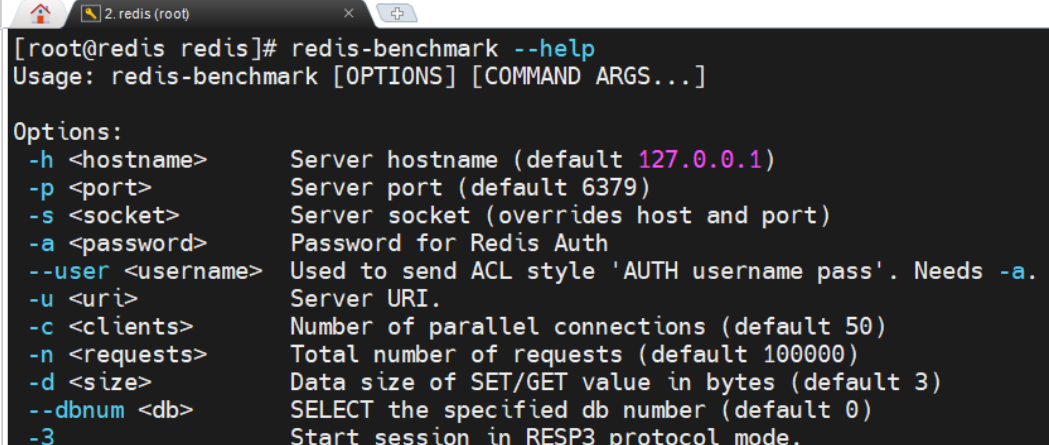 2. redis (root)
[root@redis redis]# redis-benchmark --help
Usage: redis-benchmark [OPTIONS] [COMMAND ARGS...]
Options:
-h <hostname> Server hostname (default 127.0.0.1)
-p <port> Server port (default 6379)
-s <socket> Server socket (overrides host and port)
-a <password> Password for Redis Auth
--user <username> Used to send ACL style 'AUTH username pass'. Needs -a.
-u <uri> Server URI.
-c <clients> Number of parallel connections (default 50)
-n <requests> Total number of requests (default 100000)
-d <size> Data size of SET/GET value in bytes (default 3)
--dbnum <db> SELECT the specified db number (default 0)
-3 Start session in RESP3 protocol mode.